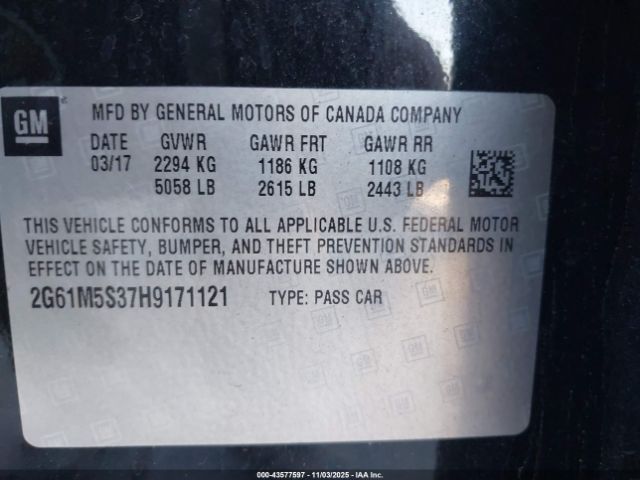 GM
MFD BY GENERAL MOTORS OF CANADA COMPANY
DATE GVWR GAWR FRT GAWR RR
03/17 2294 KG 1186 KG 1108 KG
5058 LB 2615 LB 2443 LB
THIS VEHICLE CONFORMS TO ALL APPLICABLE U.S. FEDERAL MOTOR
VEHICLE SAFETY, BUMPER, AND THEFT PREVENTION STANDARDS IN
EFFECT ON THE DATE OF MANUFACTURE SHOWN ABOVE.
2G61M5S37H9171121 TYPE: PASS CAR
000-43577597 - 11/03/2025 - IAA Inc.